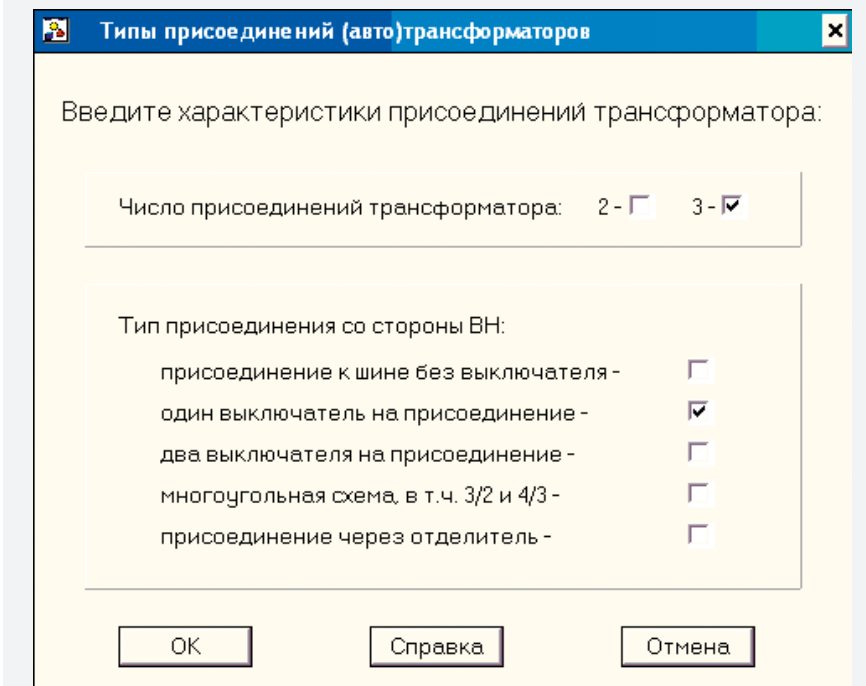 Типы присоединений (авто)трансформаторов
Введите характеристики присоединений трансформатора:
Число присоединений трансформатора: 2 - 3 -
Тип присоединения со стороны ВН:
присоединение к шине без выключателя -
один выключатель на присоединение -
два выключателя на присоединение -
многоугольная схема, в т.ч. 3/2 и 4/3 -
присоединение через отделитель -
ОК Справка Отмена